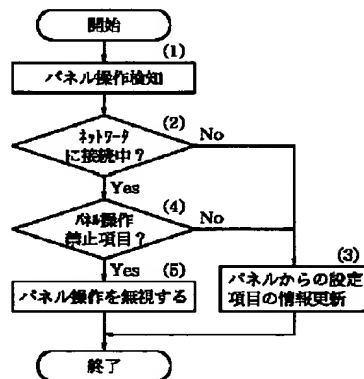 開始
(1)
パネル操作検知
(2)
ネットワータ
に接続中？
No
Yes
(4)
パネル操作
禁止項目？
No
Yes
(5)
パネル操作を無視する
(3)
パネルからの設定
項目の情報更新
終了